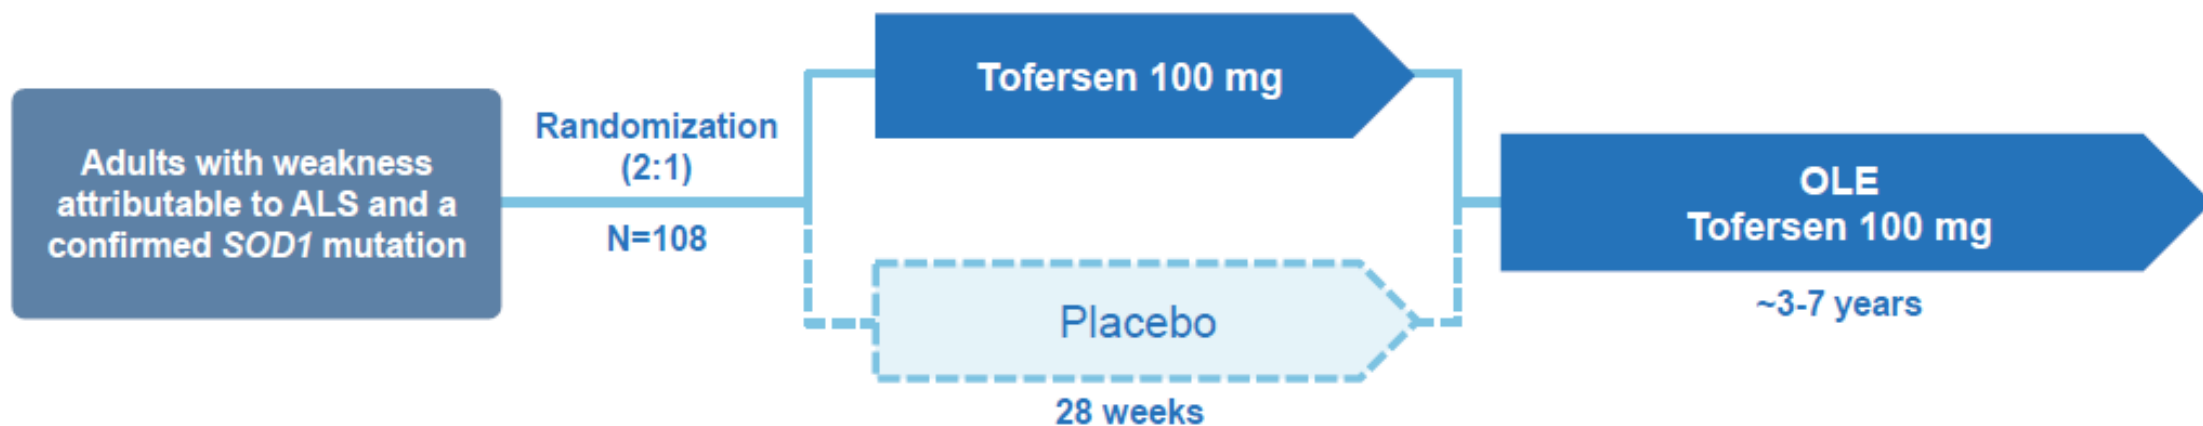 Adults with weakness
attributable to ALS and a
confirmed SOD1 mutation
Randomization
(2:1)
N=108
Tofersen 100 mg
Placebo
28 weeks
OLE
Tofersen 100 mg
~3-7 years